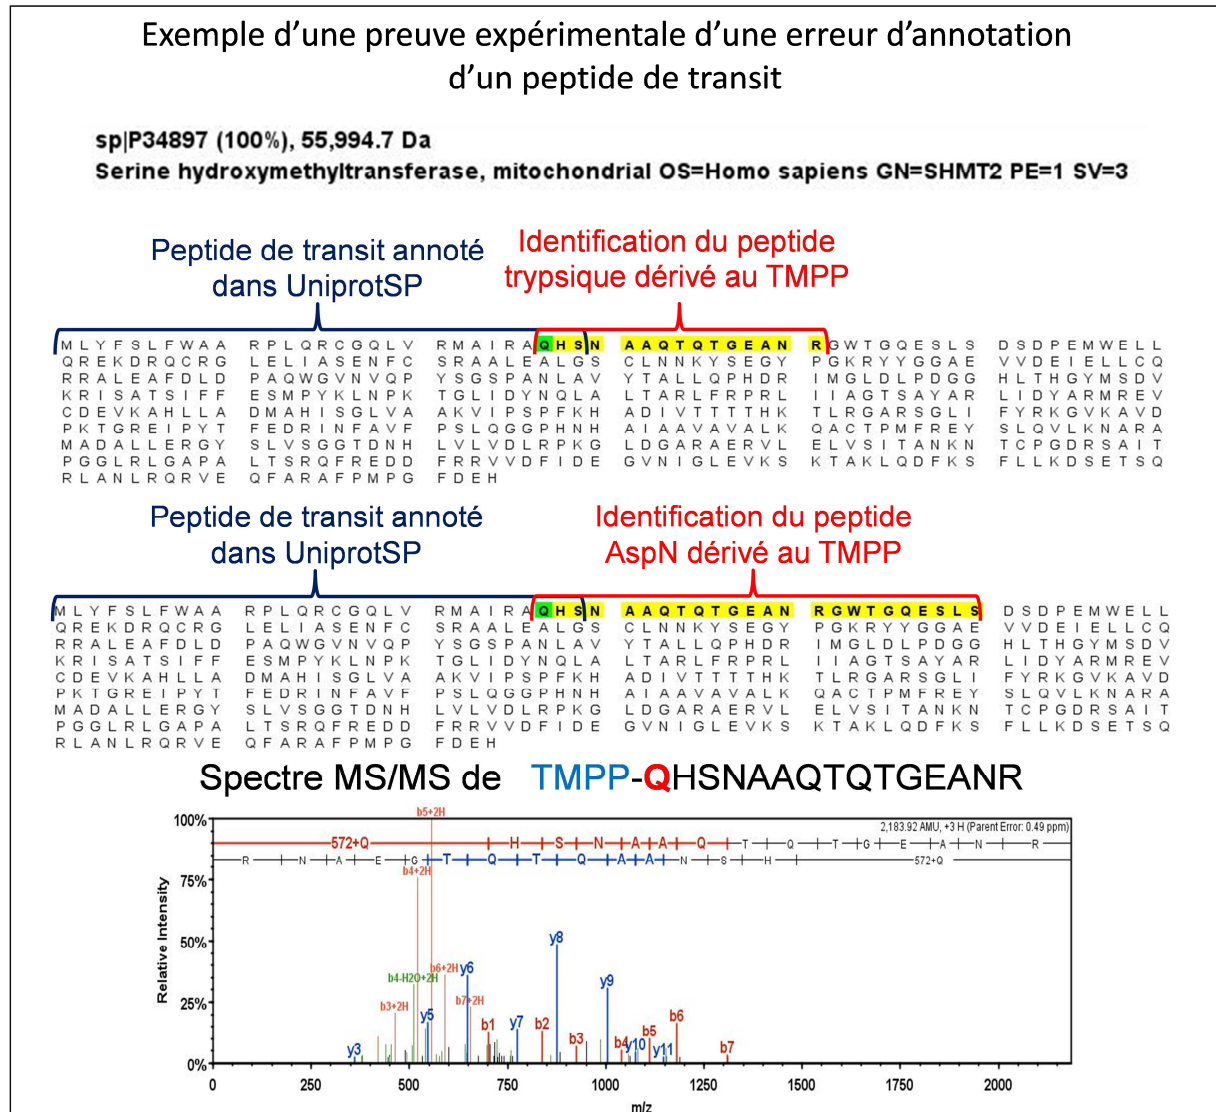 Exemple d’une preuve expérimentale d’une erreur d’annotation
d’un peptide de transit
sp|P34897 (100%), 55,994.7 Da
Serine hydroxymethyltransferase, mitochondrial OS=Homo sapiens GN=SHMT2 PE=1 SV=3
Peptide de transit annoté
dans UniprotSP
Identification du peptide
trypsique dérivé au TMPP
MLYFSLFWAA RPLQRCGQLV RMAIRAQHSN AAQTQTGEAN RGWTGQESLS DSDPEMWELL
QREKDRQCRG LELIASENFC SRAALEALGS CLNNKYSEGY PGKRYYGGAE VVDEIELLCQ
RRALEAFDLD PAQWGVNVQP YSGSPANLAV YTALLQPHDR IMGLDLPDGG HLTHGYMSDV
KRISATSIFF ESMPYKLNPK TGLIDYNQLA LTARLFRPRL IIAGTSAYAR LIDYARMREV
CDEVKAHLLA DMAHISGLVA AKVIPSPFKH ADIVTTTTHK TLRGARSGLI FYRKGVKAVD
PKTGREIPYT FEDRINFAVF PSLQGGPHNH AIAAVAVALK QACTPMFREY SLQVLKNARA
MADALLERGY SLVSGGTDNH LVLVDLRPKG LDGARAERVL ELVSITANKN TCPGDRSAIT
PGGLRLGAPA LTSRQFREDD FRRVVDFIDE GVNIGLEVKS KTAKLQDFKS FLLKDSETSQ
RLANLRQRVE QFARAFPMPG FDEH
Peptide de transit annoté
dans UniprotSP
Identification du peptide
AspN dérivé au TMPP
MLYFSLFWAA RPLQRCGQLV RMAIRAQHSN AAQTQTGEAN RGWTGQESLS DSDPEMWELL
QREKDRQCRG LELIASENFC SRAALEALGS CLNNKYSEGY PGKRYYGGAE VVDEIELLCQ
RRALEAFDLD PAQWGVNVQP YSGSPANLAV YTALLQPHDR IMGLDLPDGG HLTHGYMSDV
KRISATSIFF ESMPYKLNPK TGLIDYNQLA LTARLFRPRL IIAGTSAYAR LIDYARMREV
CDEVKAHLLA DMAHISGLVA AKVIPSPFKH ADIVTTTTHK TLRGARSGLI FYRKGVKAVD
PKTGREIPYT FEDRINFAVF PSLQGGPHNH AIAAVAVALK QACTPMFREY SLQVLKNARA
MADALLERGY SLVSGGTDNH LVLVDLRPKG LDGARAERVL ELVSITANKN TCPGDRSAIT
PGGLRLGAPA LTSRQFREDD FRRVVDFIDE GVNIGLEVKS KTAKLQDFKS FLLKDSETSQ
RLANLRQRVE QFARAFPMPG FDEH
Spectre MS/MS de TMPP-QHSNAAQTQTGEANR
b5+2H
2,183.92 AMU, +3 H (Parent Error: 0.49 ppm)
572+Q H S N A A Q T Q T G E A N R
R N A E G T Q T Q A A N S H 572+Q
b4+2H
b4-H2O+2H
b6+2H
y6
y8
b3+2H
b7+2H
y9
y5
b1
y7
b2
b3
b4
y10
b5
y11
b6
b7
y3
Relative Intensity
100%
75%
50%
25%
0%
0 250 500 750 1000 1250 1500 1750 2000
m/z